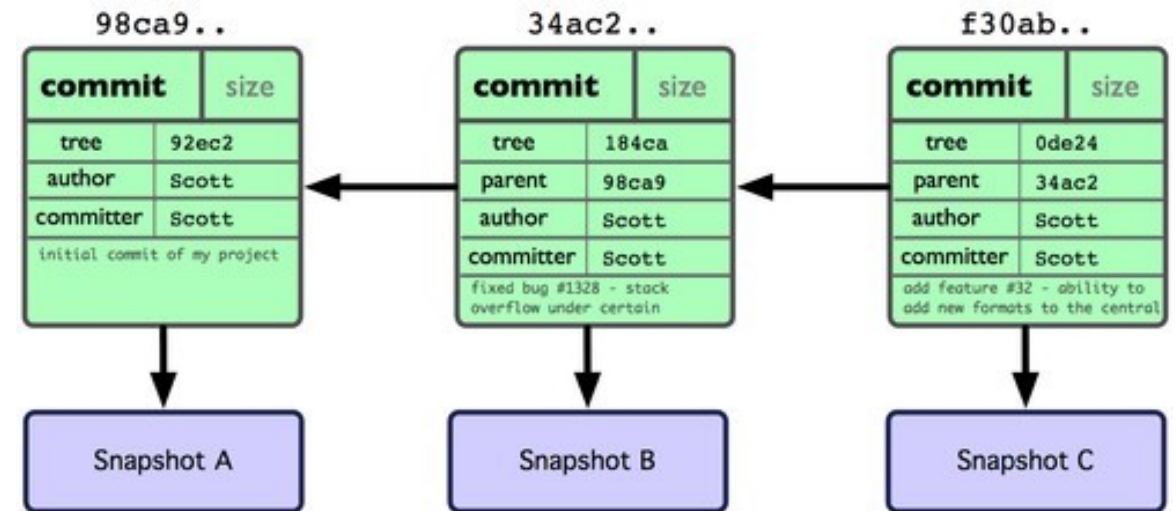 98ca9..
commit size
tree 92ec2
author Scott
committer Scott
initial commit of my project
Snapshot A
34ac2..
commit size
tree 184ca
parent 98ca9
author Scott
committer Scott
fixed bug #1328 - stack
overflow under certain
Snapshot B
f30ab..
commit size
tree 0de24
parent 34ac2
author Scott
committer Scott
add feature #32 - ability to
add new formats to the central
Snapshot C